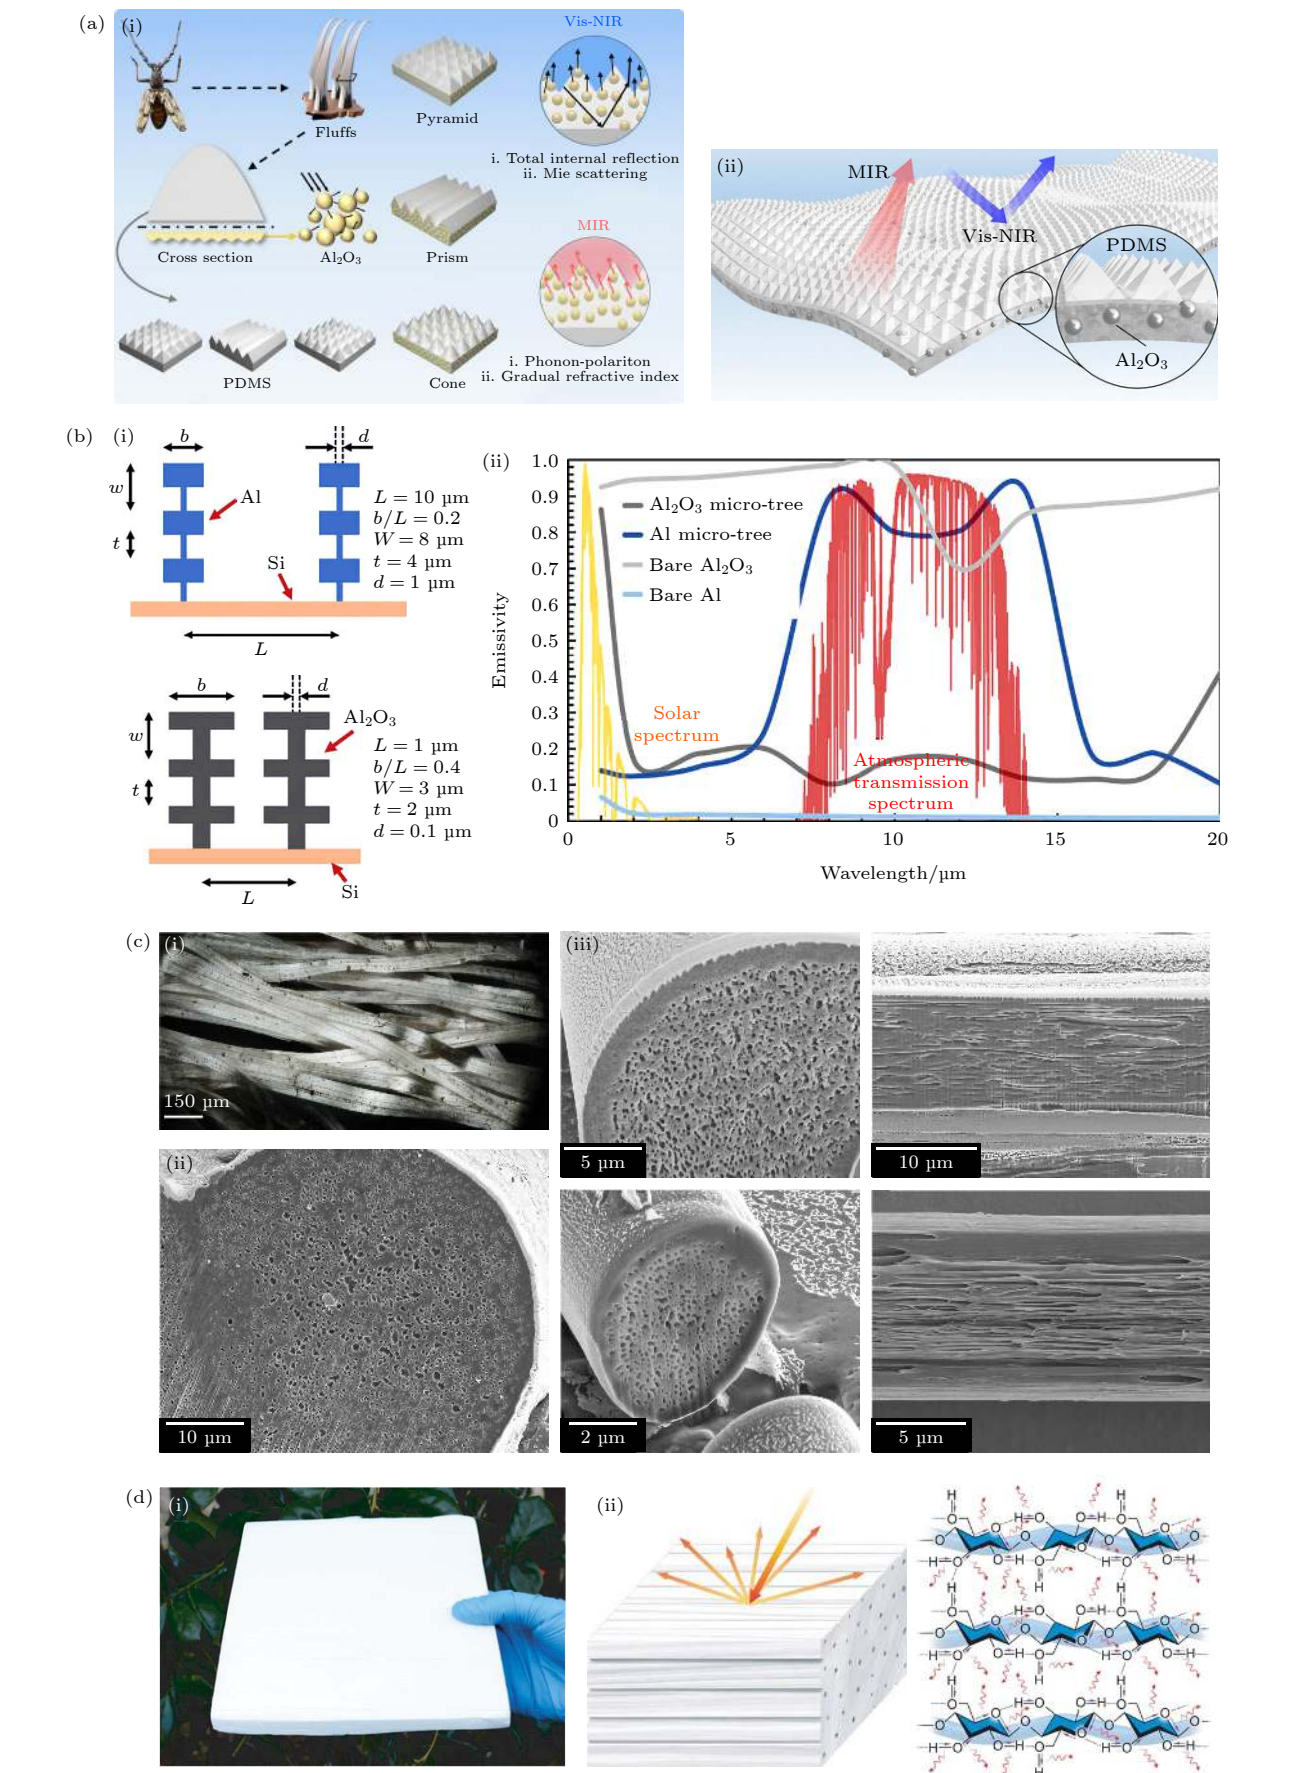 (a)
(i)
Vis-NIR
Fluffs
Pyramid
i. Total internal reflection
ii. Mie scattering
MIR
Cross section
Al₂O₃
Prism
i. Phonon-polariton
ii. Gradual refractive index
PDMS
Cone
(ii)
MIR
Vis-NIR
PDMS
Al₂O₃
(b)
(i)
b
d
w
Al
t
Si
L = 10 µm
b/L = 0.2
W = 8 µm
t = 4 µm
d = 1 µm
L
b
d
w
Al₂O₃
t
L = 1 µm
b/L = 0.4
W = 3 µm
t = 2 µm
d = 0.1 µm
L
Si
(ii)
1.0
0.9
0.8
0.7
0.6
0.5
0.4
0.3
0.2
0.1
0
Emissivity
Al₂O₃ micro-tree
Al micro-tree
Bare Al₂O₃
Bare Al
Solar
spectrum
Atmospheric
transmission
spectrum
0 5 10 15 20
Wavelength/µm
(c)
(i)
150 µm
(ii)
10 µm
(iii)
5 µm
10 µm
2 µm
5 µm
(d)
(i)
(ii)